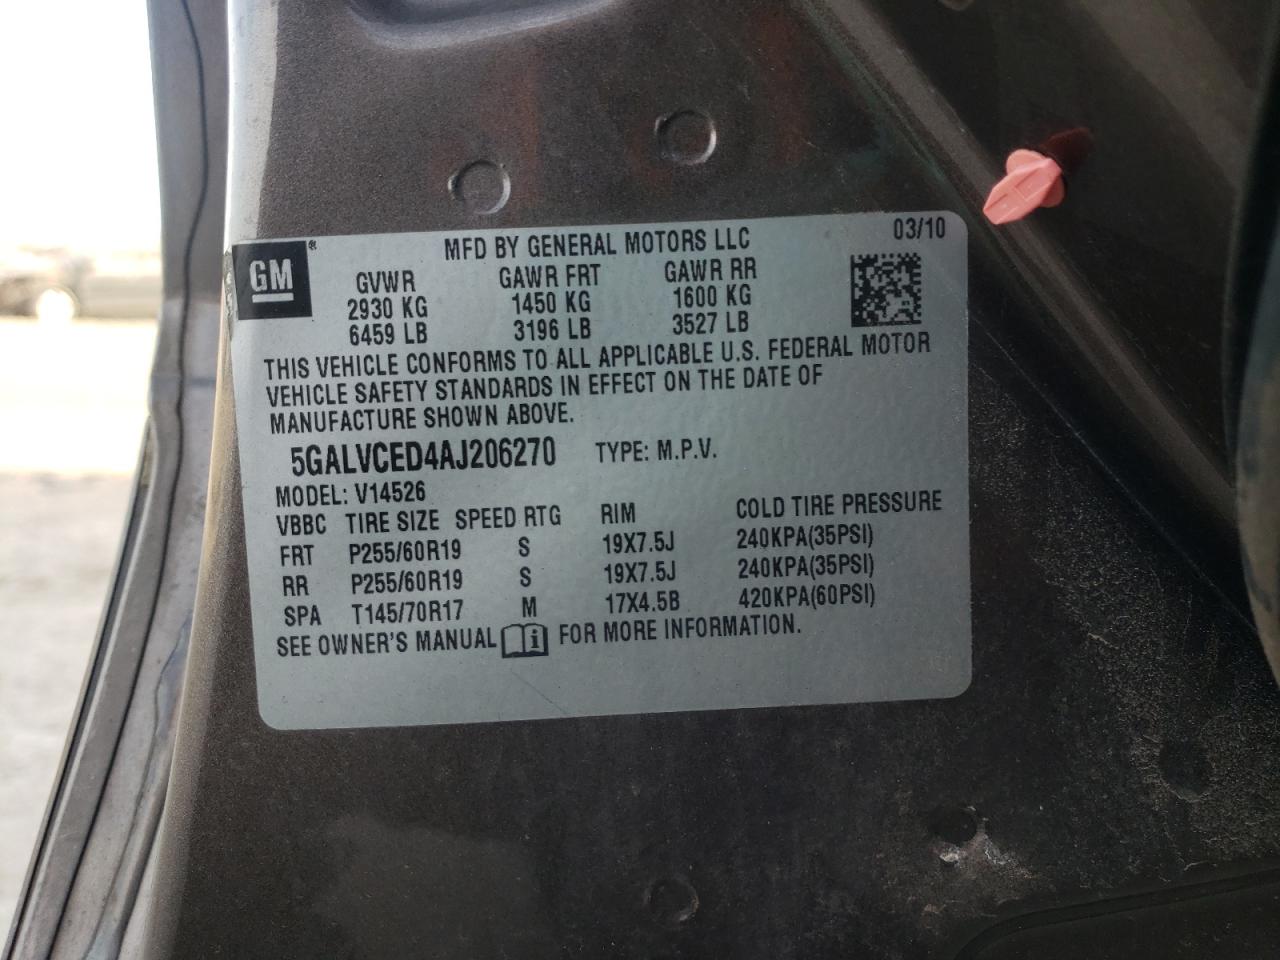 MFD BY GENERAL MOTORS LLC 03/10
GM®
GVWR GAWR FRT GAWR RR
2930 KG 1450 KG 1600 KG
6459 LB 3196 LB 3527 LB
THIS VEHICLE CONFORMS TO ALL APPLICABLE U.S. FEDERAL MOTOR
VEHICLE SAFETY STANDARDS IN EFFECT ON THE DATE OF
MANUFACTURE SHOWN ABOVE.
5GALVCED4AJ206270 TYPE: M.P.V.
MODEL: V14526
VBBC TIRE SIZE SPEED RTG RIM COLD TIRE PRESSURE
FRT P255/60R19 S 19X7.5J 240KPA(35PSI)
RR P255/60R19 S 19X7.5J 240KPA(35PSI)
SPA T145/70R17 M 17X4.5B 420KPA(60PSI)
SEE OWNER'S MANUAL i FOR MORE INFORMATION.